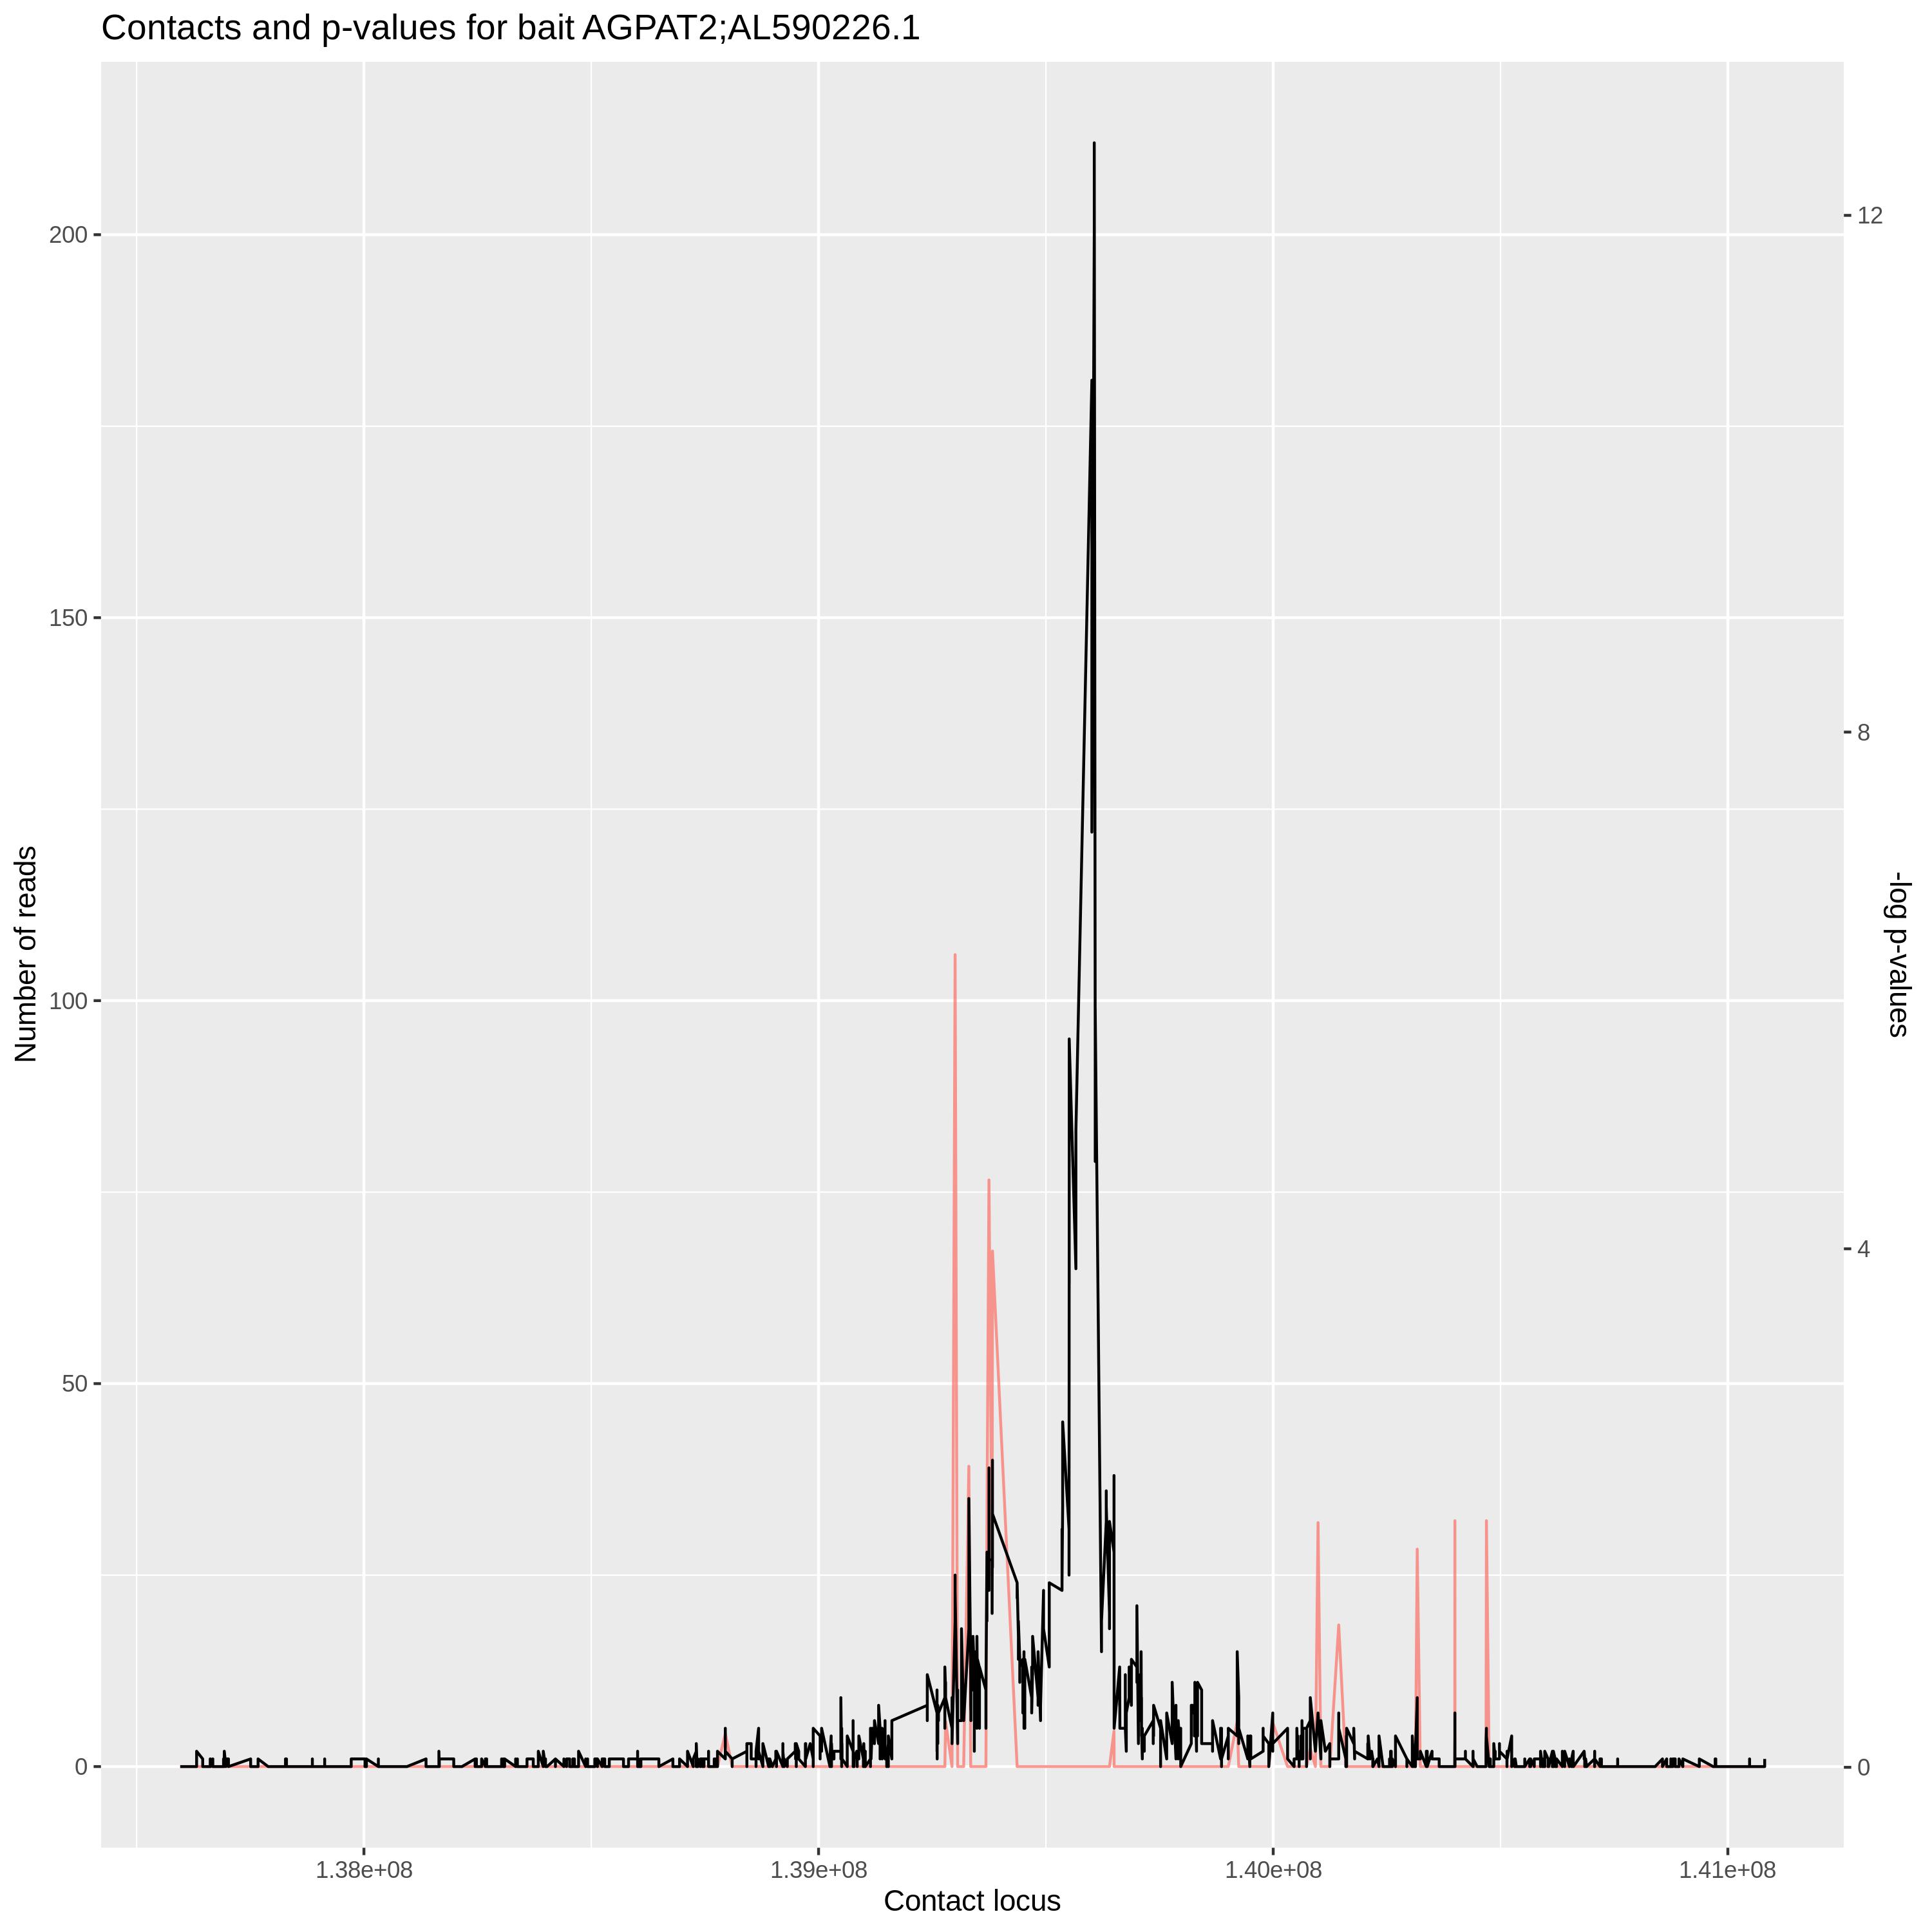 Contacts and p-values for bait AGPAT2;AL590226.1
200
150
100
50
0
Number of reads
12
8
4
0
-log p-values
1.38e+08
1.39e+08
1.40e+08
1.41e+08
Contact locus